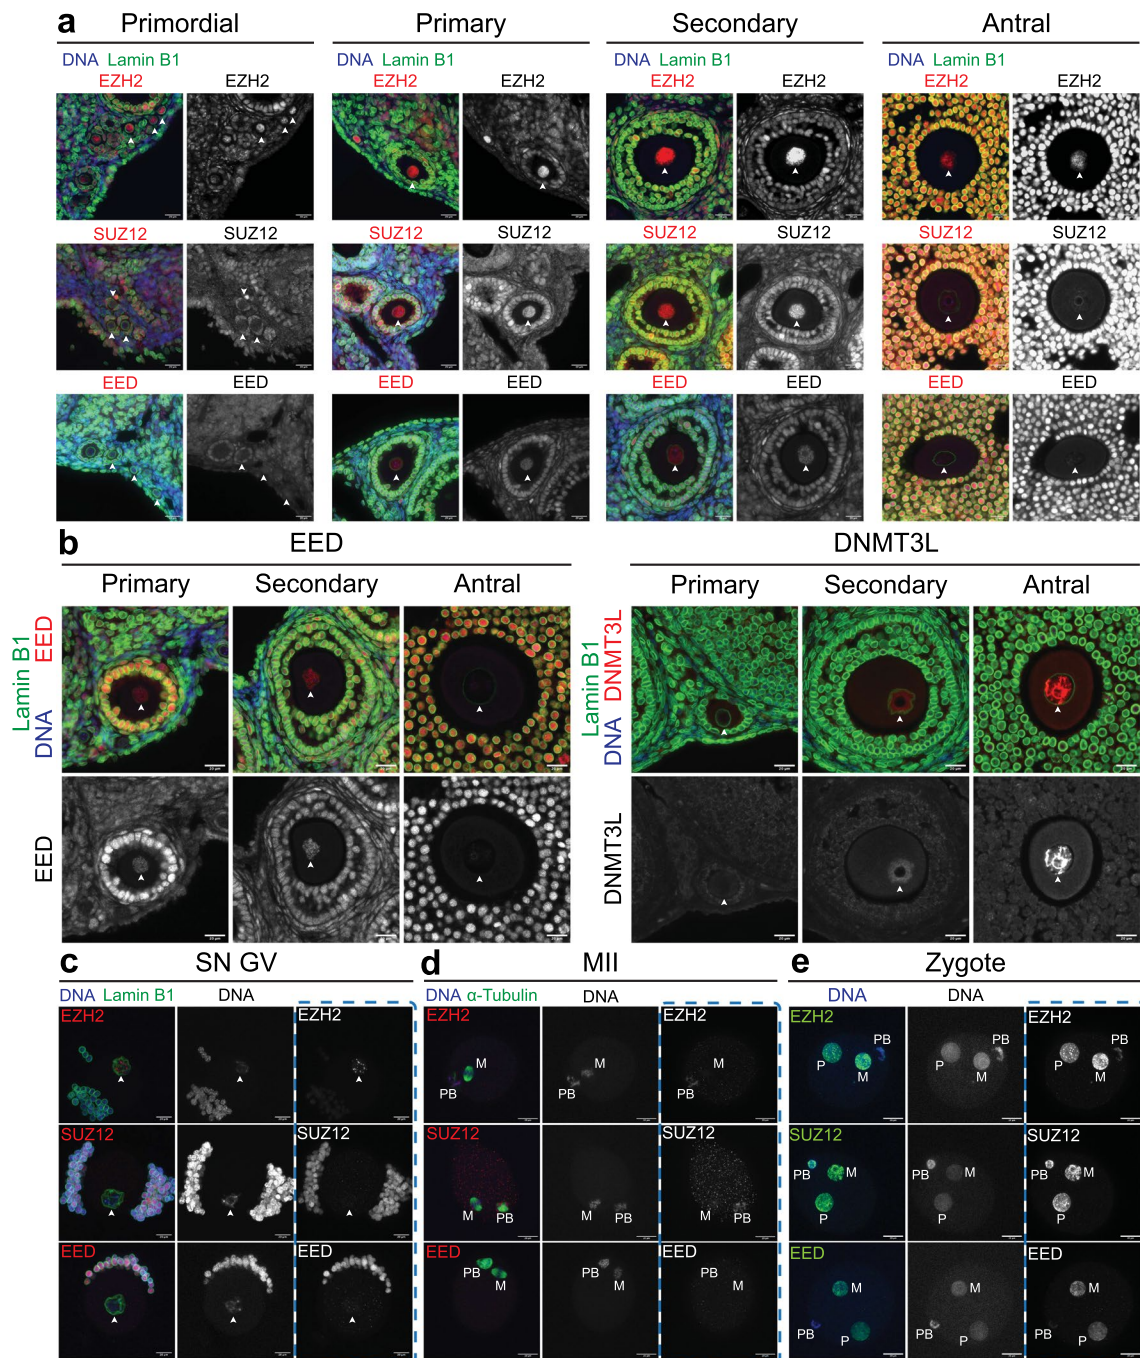 a Primordial Primary Secondary Antral
DNA Lamin B1 DNA Lamin B1 DNA Lamin B1 DNA Lamin B1
EZH2 EZH2 EZH2 EZH2 EZH2 EZH2 EZH2 EZH2
SUZ12 SUZ12 SUZ12 SUZ12 SUZ12 SUZ12 SUZ12 SUZ12
EED EED EED EED EED EED EED EED
b EED DNMT3L
Primary Secondary Antral Primary Secondary Antral
Lamin B1
DNA EED
Lamin B1
DNA DNMT3L
EED
DNMT3L
c SN GV d MII e Zygote
DNA Lamin B1 DNA DNA α-Tubulin DNA DNA DNA
EZH2 EZH2 EZH2 EZH2 EZH2 EZH2
M M M
PB PB PB
PB PB PB
P M P M P M
SUZ12 SUZ12 SUZ12 SUZ12 SUZ12 SUZ12
M PB M PB M PB
PB M PB M PB M
P P P
EED EED EED EED EED EED
PB M PB M PB M
M M M
PB P PB P PB P